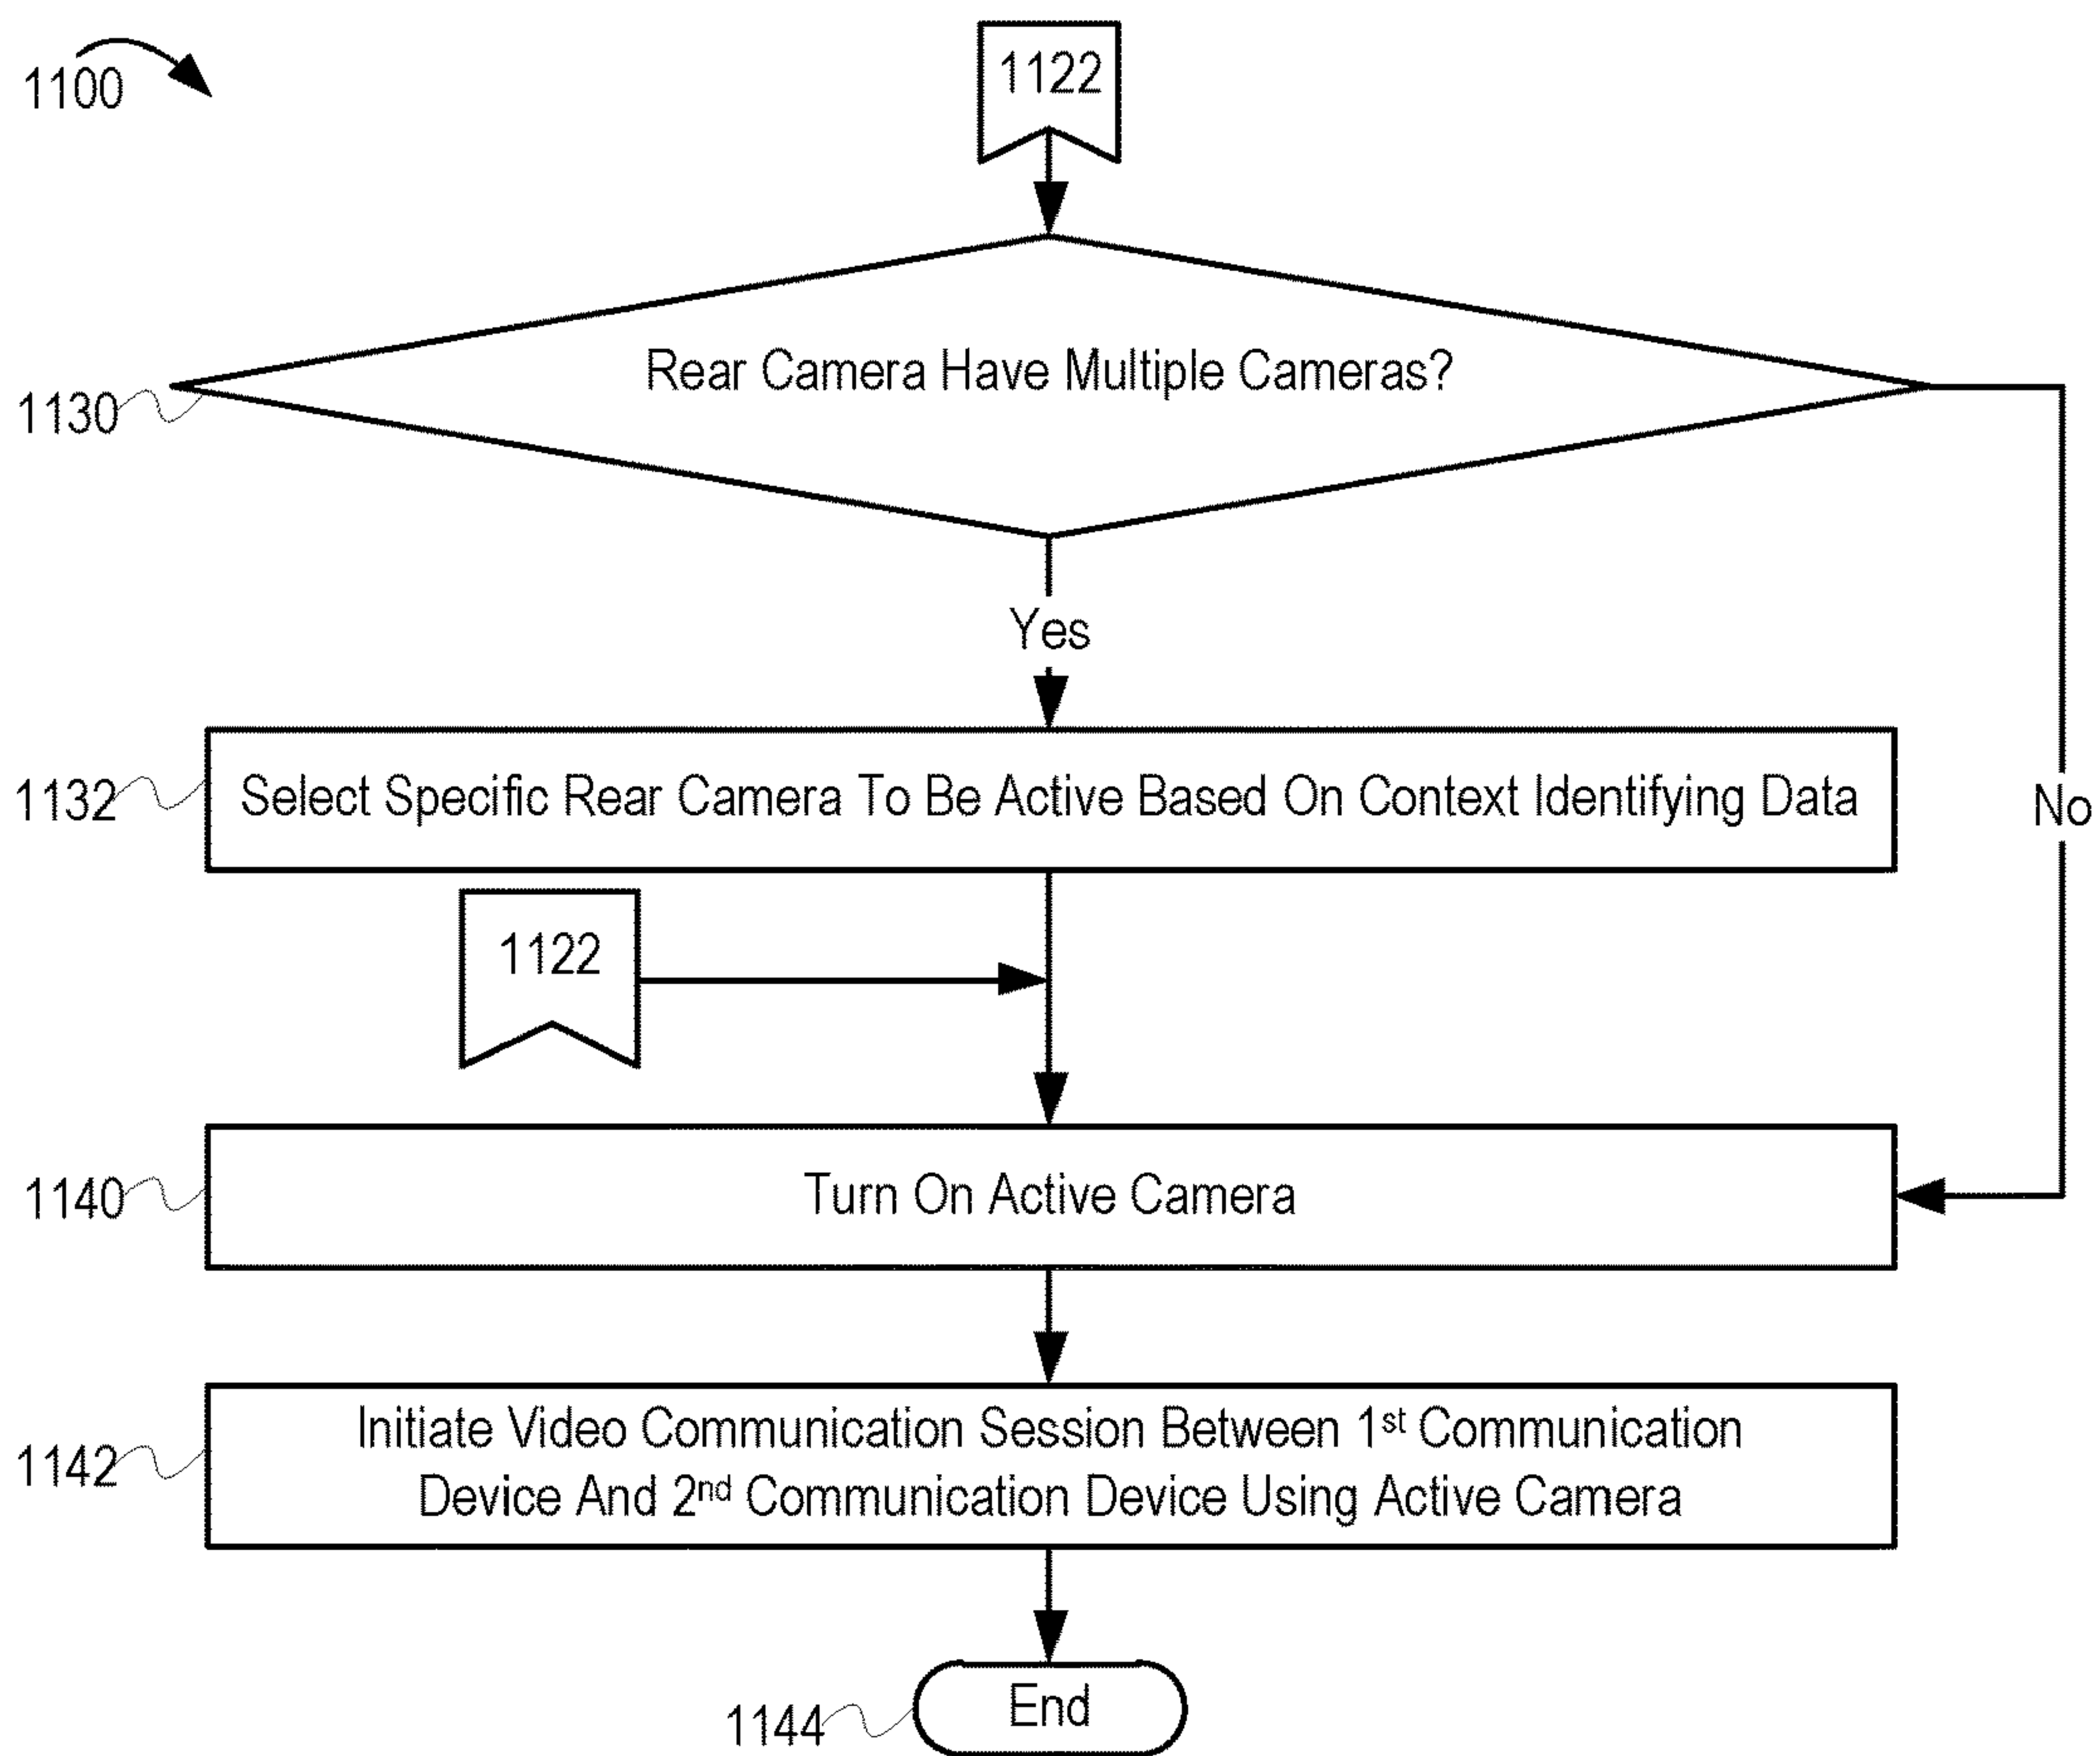 1100
1122
Rear Camera Have Multiple Cameras?
1130
Yes
1132
Select Specific Rear Camera To Be Active Based On Context Identifying Data
No
1122
1140
Turn On Active Camera
1142
Initiate Video Communication Session Between 1st Communication
Device And 2nd Communication Device Using Active Camera
1144
End